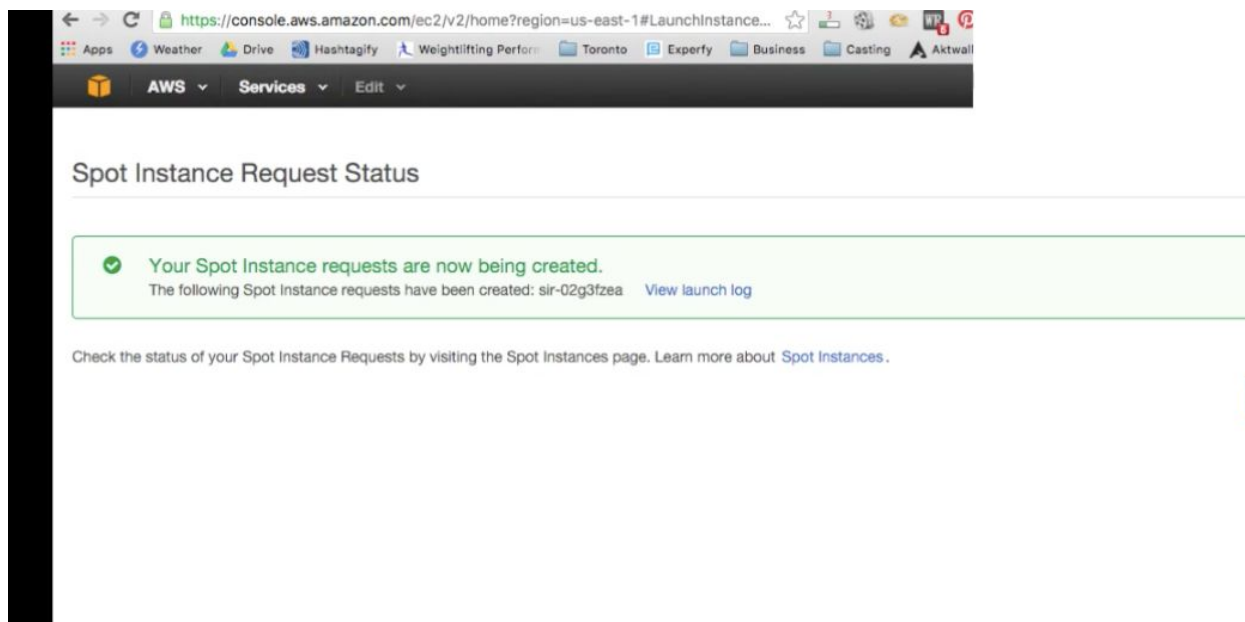 https://console.aws.amazon.com/ec2/v2/home?region=us-east-1#LaunchInstance...
Apps Weather Drive Hashtagify Weightlifting Perform Toronto Experfy Business Casting Aktwall
AWS Services Edit
Spot Instance Request Status
Your Spot Instance requests are now being created.
The following Spot Instance requests have been created: sir-02g3fzea View launch log
Check the status of your Spot Instance Requests by visiting the Spot Instances page. Learn more about Spot Instances.